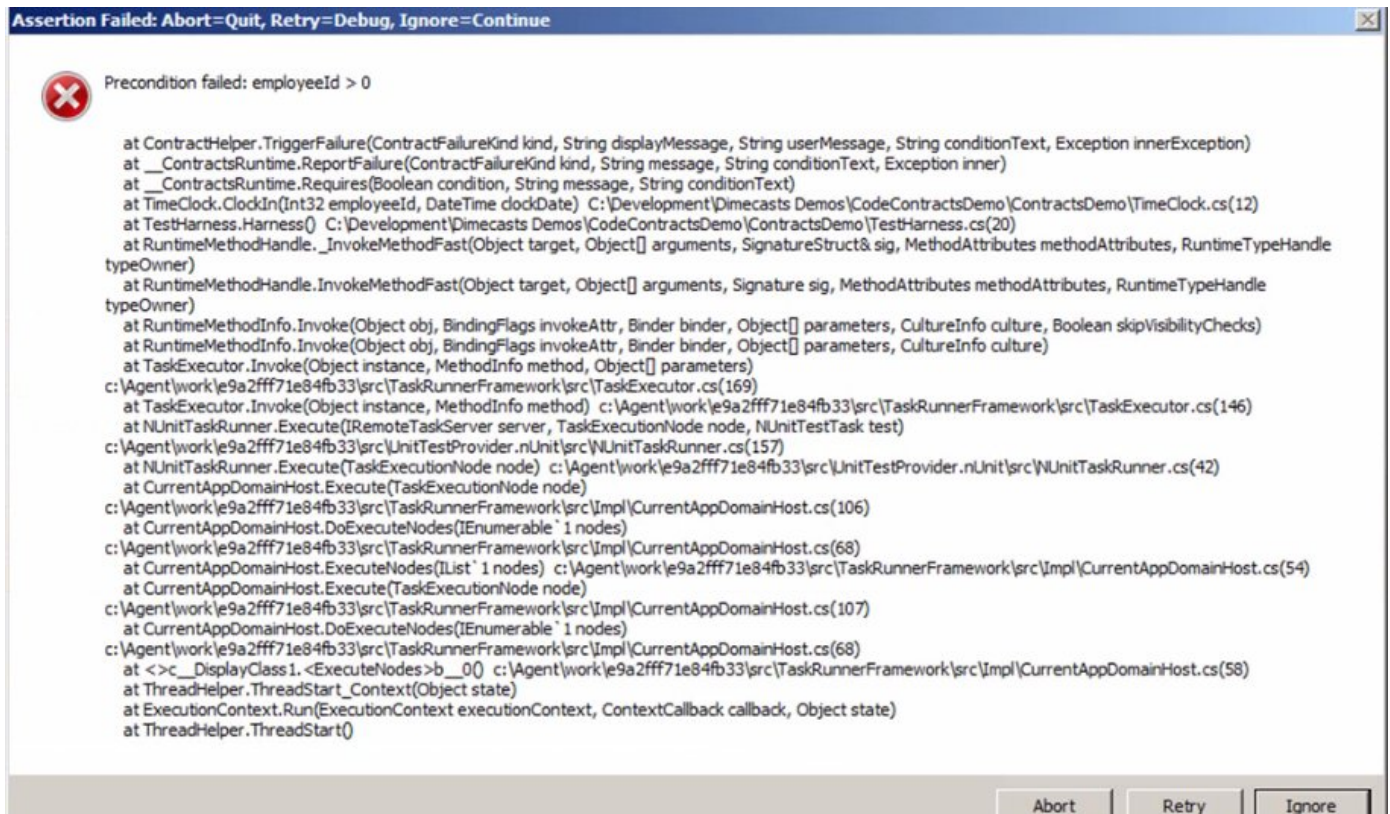 Assertion Failed: Abort=Quit, Retry=Debug, Ignore=Continue
Precondition failed: employeeId > 0
at ContractHelper.TriggerFailure(ContractFailureKind kind, String displayMessage, String userMessage, String conditionText, Exception innerException)
at __ContractsRuntime.ReportFailure(ContractFailureKind kind, String message, String conditionText, Exception inner)
at __ContractsRuntime.Requires(Boolean condition, String message, String conditionText)
at TimeClock.ClockIn(Int32 employeeId, DateTime clockDate)  C:\Development\Dimecasts Demos\CodeContractsDemo\ContractsDemo\TimeClock.cs(12)
at TestHarness.Harness()  C:\Development\Dimecasts Demos\CodeContractsDemo\ContractsDemo\TestHarness.cs(20)
at RuntimeMethodHandle._InvokeMethodFast(Object target, Object[] arguments, SignatureStruct& sig, MethodAttributes methodAttributes, RuntimeTypeHandle
typeOwner)
at RuntimeMethodHandle.InvokeMethodFast(Object target, Object[] arguments, Signature sig, MethodAttributes methodAttributes, RuntimeTypeHandle
typeOwner)
at RuntimeMethodInfo.Invoke(Object obj, BindingFlags invokeAttr, Binder binder, Object[] parameters, CultureInfo culture, Boolean skipVisibilityChecks)
at RuntimeMethodInfo.Invoke(Object obj, BindingFlags invokeAttr, Binder binder, Object[] parameters, CultureInfo culture)
at TaskExecutor.Invoke(Object instance, MethodInfo method, Object[] parameters)
c:\Agent\work\e9a2fff71e84fb33\src\TaskRunnerFramework\src\TaskExecutor.cs(169)
at TaskExecutor.Invoke(Object instance, MethodInfo method)  c:\Agent\work\e9a2fff71e84fb33\src\TaskRunnerFramework\src\TaskExecutor.cs(146)
at NUnitTaskRunner.Execute(IRemoteTaskServer server, TaskExecutionNode node, NUnitTestTask test)
c:\Agent\work\e9a2fff71e84fb33\src\UnitTestProvider.nUnit\src\NUnitTaskRunner.cs(157)
at NUnitTaskRunner.Execute(TaskExecutionNode node)  c:\Agent\work\e9a2fff71e84fb33\src\UnitTestProvider.nUnit\src\NUnitTaskRunner.cs(42)
at CurrentAppDomainHost.Execute(TaskExecutionNode node)
c:\Agent\work\e9a2fff71e84fb33\src\TaskRunnerFramework\src\Impl\CurrentAppDomainHost.cs(106)
at CurrentAppDomainHost.DoExecuteNodes(IEnumerable`1 nodes)
c:\Agent\work\e9a2fff71e84fb33\src\TaskRunnerFramework\src\Impl\CurrentAppDomainHost.cs(68)
at CurrentAppDomainHost.ExecuteNodes(IList`1 nodes)  c:\Agent\work\e9a2fff71e84fb33\src\TaskRunnerFramework\src\Impl\CurrentAppDomainHost.cs(54)
at CurrentAppDomainHost.Execute(TaskExecutionNode node)
c:\Agent\work\e9a2fff71e84fb33\src\TaskRunnerFramework\src\Impl\CurrentAppDomainHost.cs(107)
at CurrentAppDomainHost.DoExecuteNodes(IEnumerable`1 nodes)
c:\Agent\work\e9a2fff71e84fb33\src\TaskRunnerFramework\src\Impl\CurrentAppDomainHost.cs(68)
at <>c__DisplayClass1.<ExecuteNodes>b__0()  c:\Agent\work\e9a2fff71e84fb33\src\TaskRunnerFramework\src\Impl\CurrentAppDomainHost.cs(58)
at ThreadHelper.ThreadStart_Context(Object state)
at ExecutionContext.Run(ExecutionContext executionContext, ContextCallback callback, Object state)
at ThreadHelper.ThreadStart()
Abort Retry Ignore